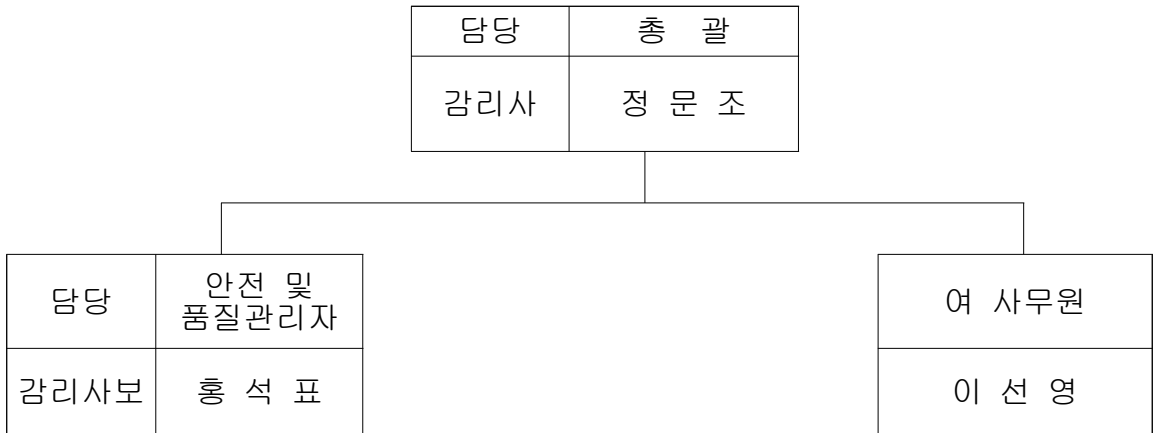 담당 총 괄
감리사 정 문 조
담당 안전 및
품질관리자
감리사보 홍 석 표
여 사무원
이 선 영